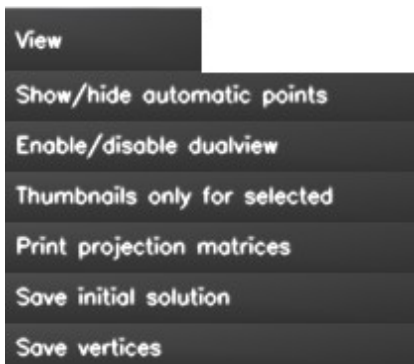 View
Show/hide automatic points
Enable/disable dualview
Thumbnails only for selected
Print projection matrices
Save initial solution
Save vertices